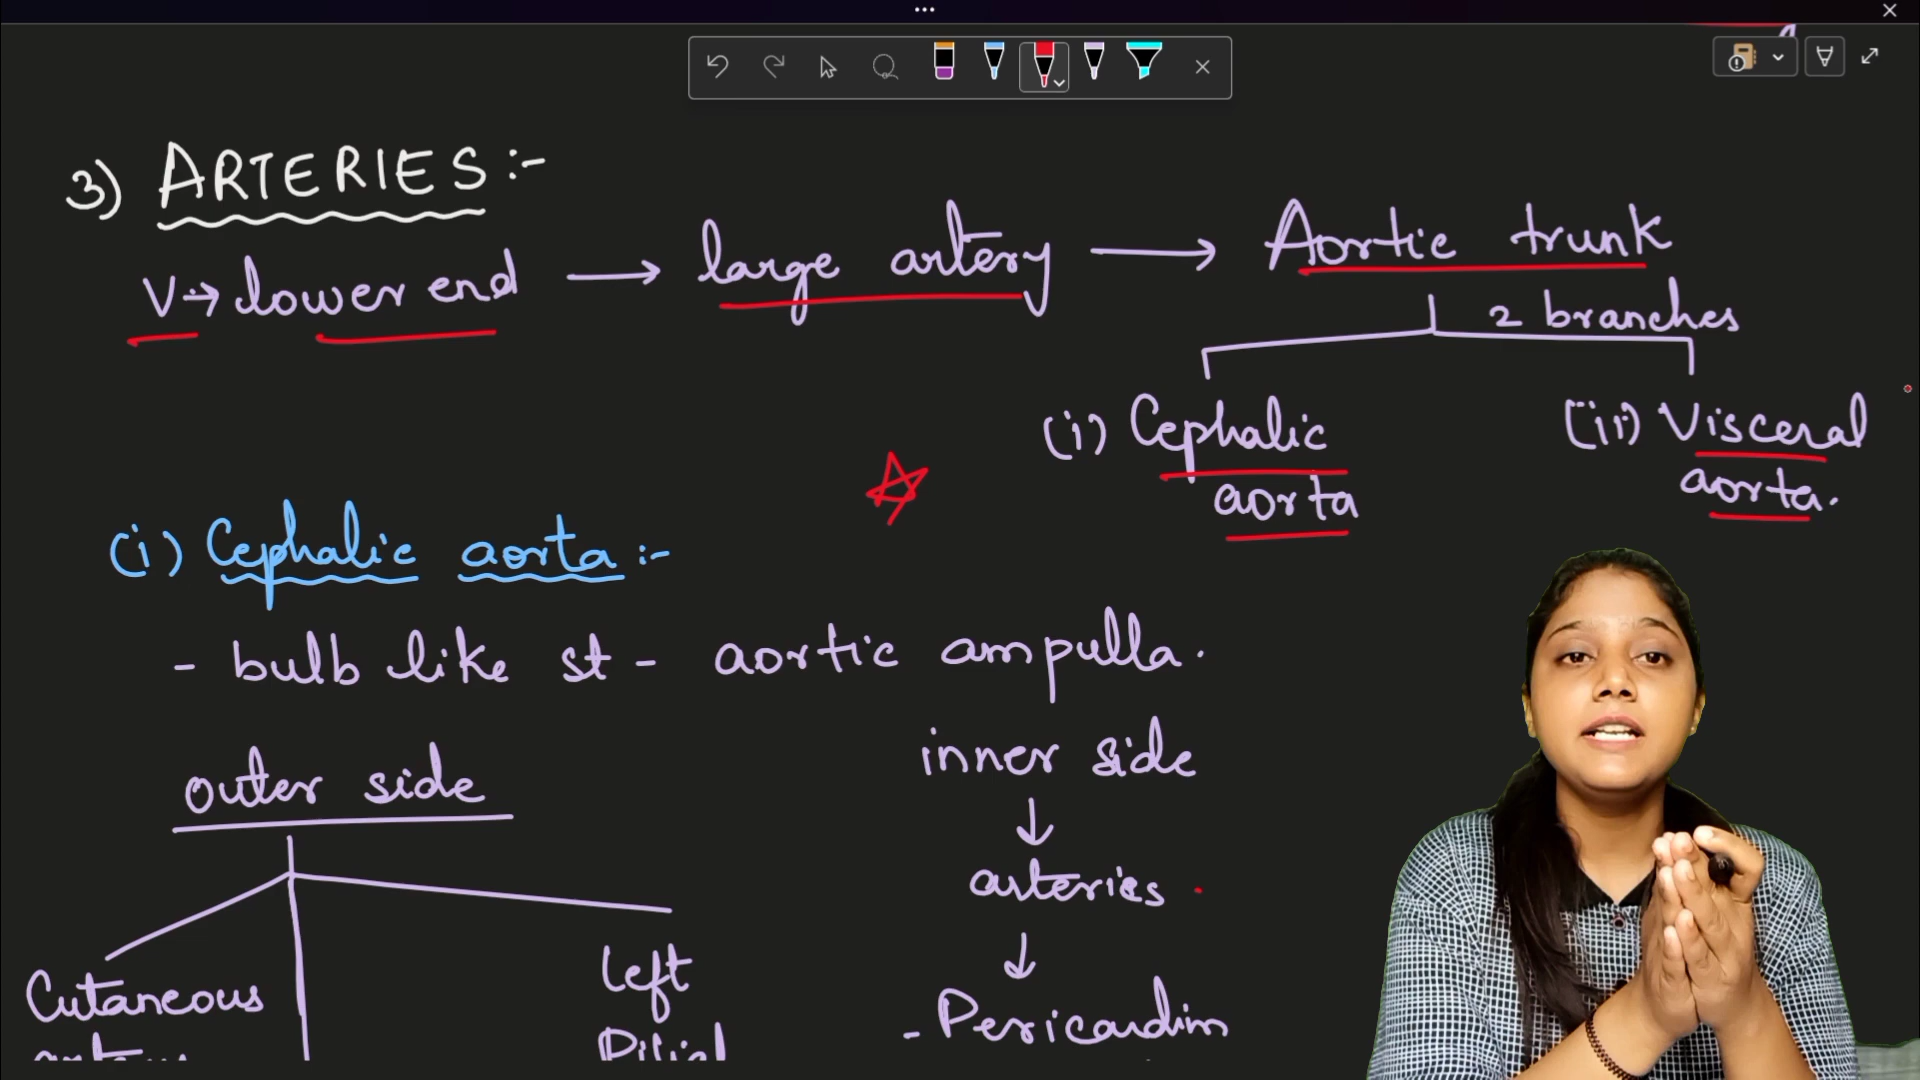 3) ARTERIES :-
V → lower end → large artery → Aortic trunk
2 branches
(i) Cephalic aorta
(ii) Visceral aorta.
(i) Cephalic aorta :-
- bulb like st - aortic ampulla.
outer side
inner side
↓
arteries
↓
Cutaneous
Left
- Pericardim